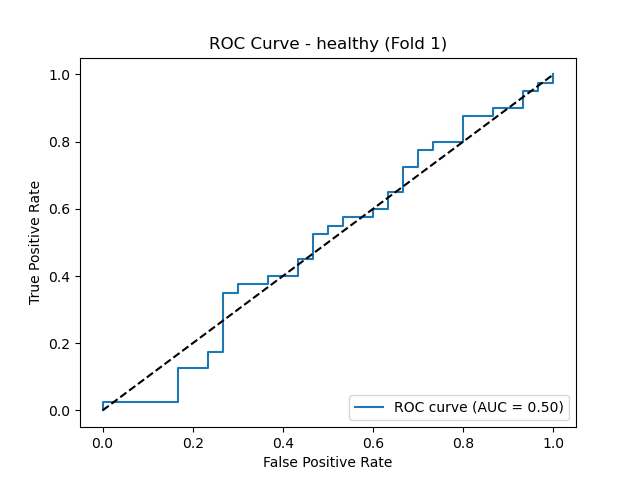 ROC Curve - healthy (Fold 1)
1.0
0.8
0.6
0.4
0.2
0.0
True Positive Rate
ROC curve (AUC = 0.50)
0.0 0.2 0.4 0.6 0.8 1.0
False Positive Rate